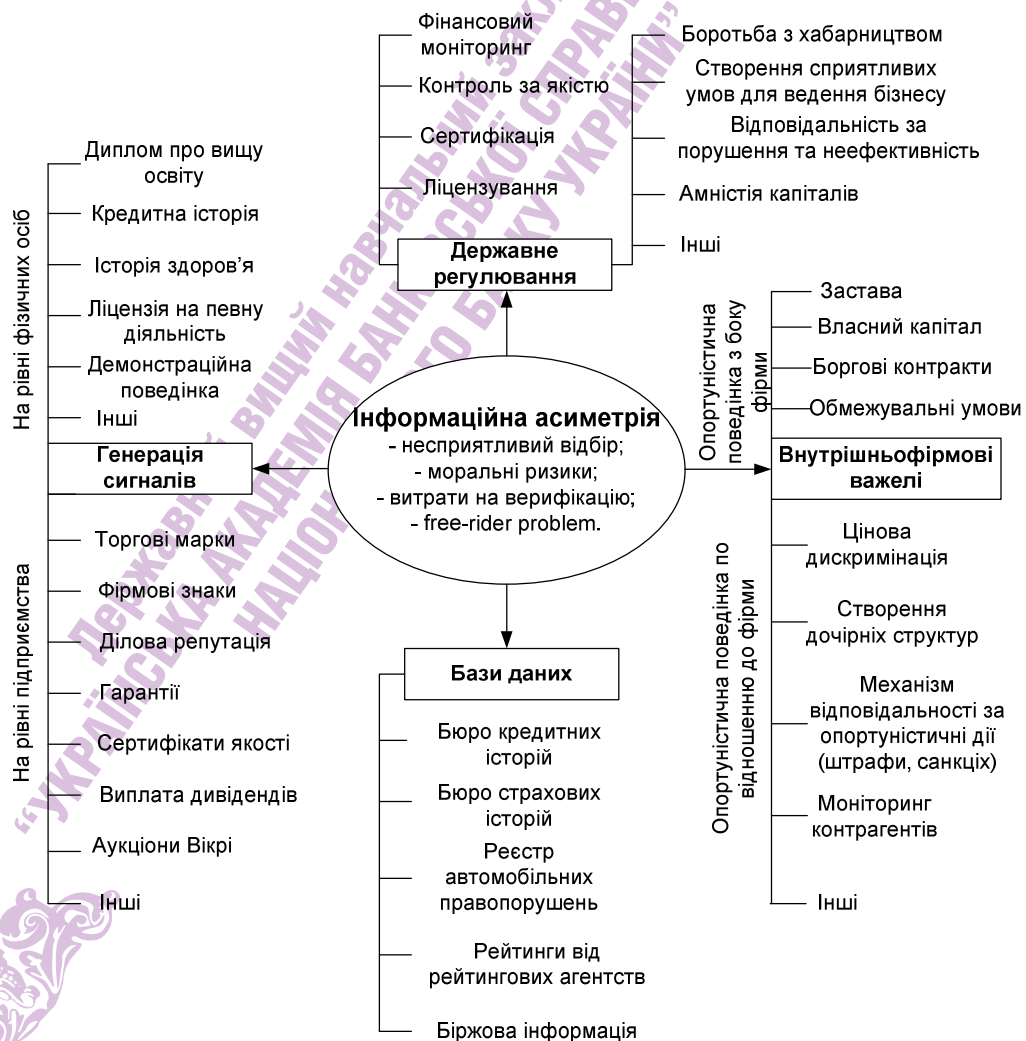 Фінансовий
моніторинг
Контроль за якістю
Сертифікація
Ліцензування
Боротьба з хабарництвом
Створення сприятливих
умов для ведення бізнесу
Відповідальність за
порушення та неефективність
Амністія капіталів
Інші
Державне
регулювання
На рівні фізичних осіб
Диплом про вищу
освіту
Кредитна історія
Історія здоров’я
Ліцензія на певну
діяльність
Демонстраційна
поведінка
Інші
Генерація
сигналів
На рівні підприємства
Торгові марки
Фірмові знаки
Ділова репутація
Гарантії
Сертифікати якості
Виплата дивідендів
Аукціони Вікрі
Інші
Інформаційна асиметрія
- несприятливий відбір;
- моральні ризики;
- витрати на верифікацію;
- free-rider problem.
Опортуністична
поведінка з боку
фірми
Застава
Власний капітал
Боргові контракти
Обмежувальні умови
Внутрішньофірмові
важелі
Опортуністична поведінка по
відношенню до фірми
Цінова
дискримінація
Створення
дочірніх структур
Механізм
відповідальності за
опортуністичні дії
(штрафи, санкціх)
Моніторинг
контрагентів
Інші
Бази даних
Бюро кредитних
історій
Бюро страхових
історій
Реєстр
автомобільних
правопорушень
Рейтинги від
рейтингових агентств
Біржова інформація